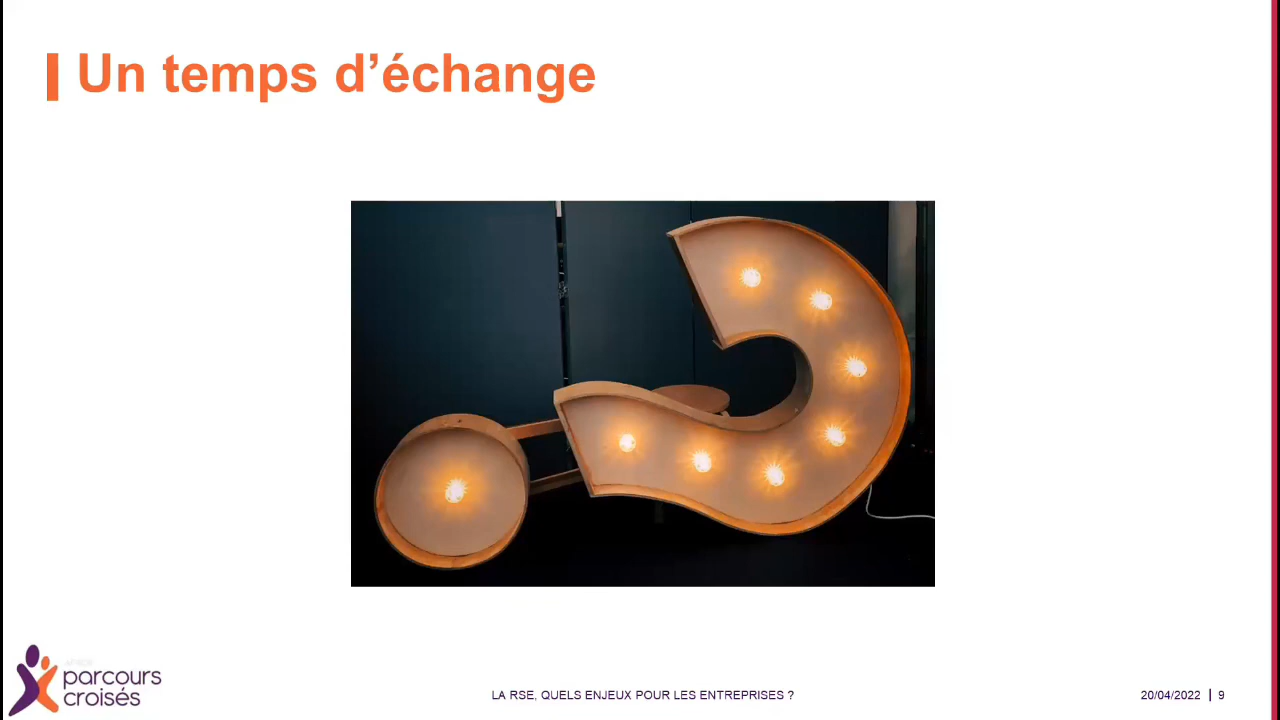 Un temps d’échange
parcours
croisés
LA RSE, QUELS ENJEUX POUR LES ENTREPRISES ?
20/04/2022 | 9